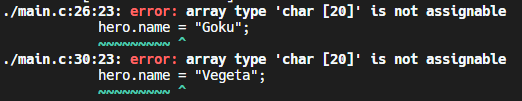 ./main.c:26:23: error: array type 'char [20]' is not assignable
            hero.name = "Goku";
            ~~~~~~~~~ ^
./main.c:30:23: error: array type 'char [20]' is not assignable
            hero.name = "Vegeta";
            ~~~~~~~~~ ^